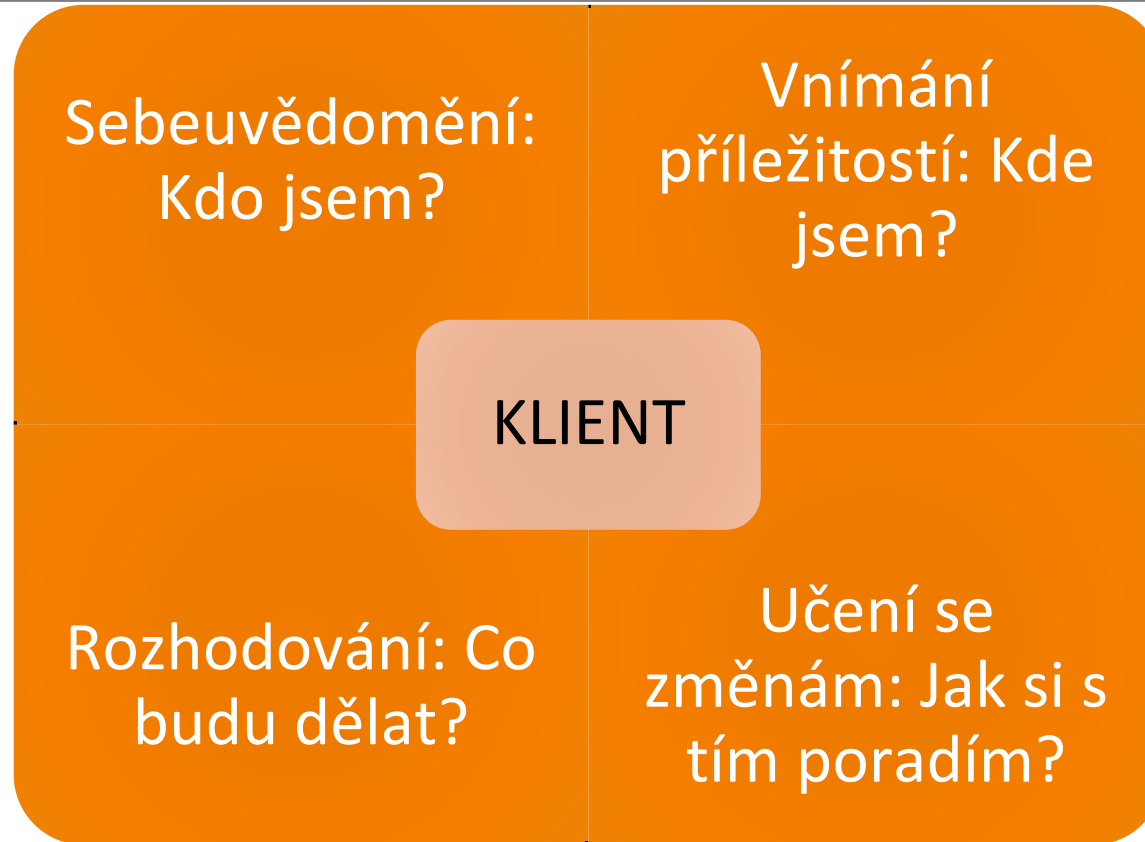 Sebeuvědomění:
Kdo jsem?
Vnímání
příležitostí: Kde
jsem?
KLIENT
Rozhodování: Co
budu dělat?
Učení se
změnám: Jak si s
tím poradím?